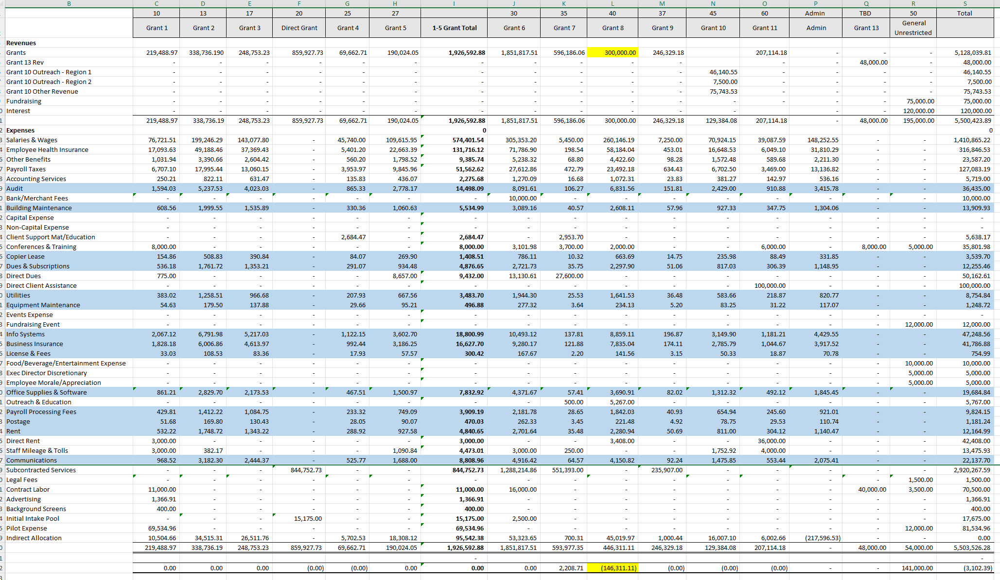 B C D E F G H I J K L M N O P Q R S
10 13 17 20 25 27 30 35 40 37 45 60 Admin TBD 50 Total
Grant 1 Grant 2 Grant 3 Direct Grant Grant 4 Grant 5 1-5 Grant Total Grant 6 Grant 7 Grant 8 Grant 9 Grant 10 Grant 11 Admin Grant 13 General Unrestricted
Revenues
Grants 219,488.97 338,736.190 248,753.23 859,927.73 69,662.71 190,024.05 1,926,592.88 1,851,817.51 596,186.06 300,000.00 246,329.18 207,114.18 - - - 5,128,039.81
Grant 13 Rev - - - - - - - - - - - - - 48,000.00 - 48,000.00
Grant 10 Outreach - Region 1 - - - - - - - - - - - 46,140.55 - - - - 46,140.55
Grant 10 Outreach - Region 2 - - - - - - - - - - - 7,500.00 - - - - 7,500.00
Grant 10 Other Revenue - - - - - - - - - - - 75,743.53 - - - - 75,743.53
Fundraising - - - - - - - - - - - - - - - 75,000.00 75,000.00
Interest - - - - - - - - - - - - - - - 120,000.00 120,000.00
219,488.97 338,736.19 248,753.23 859,927.73 69,662.71 190,024.05 1,926,592.88 1,851,817.51 596,186.06 300,000.00 246,329.18 129,384.08 207,114.18 - 48,000.00 195,000.00 5,500,423.89
Expenses 0 0
Salaries & Wages 76,721.51 199,246.29 143,077.80 - 45,740.00 109,615.95 574,401.54 305,353.20 5,450.00 260,146.19 7,250.00 70,924.15 39,087.59 148,252.55 - - 1,410,865.22
Employee Health Insurance 17,093.63 49,188.46 37,369.43 - 5,401.20 22,663.39 131,716.12 71,786.90 198.54 58,184.04 453.01 16,648.53 6,049.10 31,810.29 - - 316,846.53
Other Benefits 1,031.94 3,390.66 2,604.42 - 560.20 1,798.52 9,385.74 5,238.32 68.80 4,422.60 98.28 1,572.48 589.68 2,211.30 - - 23,587.20
Payroll Taxes 6,707.10 17,995.44 13,060.15 - 3,953.97 9,845.96 51,562.62 27,612.86 472.79 23,492.18 634.43 6,702.50 3,469.00 13,136.82 - - 127,083.19
Accounting Services 250.21 822.11 631.47 - 135.83 436.07 2,275.68 1,270.09 16.68 1,072.31 23.83 381.27 142.97 536.16 - - 5,719.00
Audit 1,594.03 5,237.53 4,023.03 - 865.33 2,778.17 14,498.09 8,091.61 106.27 6,831.56 151.81 2,429.00 910.88 3,415.78 - - 36,435.00
Bank/Merchant Fees - - - - - - - 10,000.00 - - - - - - - - 10,000.00
Building Maintenance 608.56 1,999.55 1,535.89 - 330.36 1,060.63 5,534.99 3,089.16 40.57 2,608.11 57.96 927.33 347.75 1,304.06 - - 13,909.93
Capital Expense - - - - - - - - - - - - - - - - -
Non-Capital Expense - - - - - - - - - - - - - - - - -
Client Support Mat/Education - - - - 2,684.47 - 2,684.47 - 2,953.70 - - - - - - - 5,638.17
Conferences & Training 8,000.00 - - - - - 8,000.00 3,101.98 3,700.00 2,000.00 - - 6,000.00 - 8,000.00 5,000.00 35,801.98
Copier Lease 154.86 508.83 390.84 - 84.07 269.90 1,408.51 786.11 10.32 663.69 14.75 235.98 88.49 331.85 - - 3,539.70
Dues & Subscriptions 536.18 1,761.72 1,353.21 - 291.07 934.48 4,876.65 2,721.73 35.75 2,297.90 51.06 817.03 306.39 1,148.95 - - 12,255.46
Direct Dues 775.00 - - - - 8,657.00 9,432.00 13,130.61 27,600.00 - - - - - - - 50,162.61
Direct Client Assistance - - - - - - - - - - - - 100,000.00 - - - 100,000.00
Utilities 383.02 1,258.51 966.68 - 207.93 667.56 3,483.70 1,944.30 25.53 1,641.53 36.48 583.66 218.87 820.77 - - 8,754.84
Equipment Maintenance 54.63 179.50 137.88 - 29.66 95.21 496.88 277.32 3.64 234.13 5.20 83.25 31.22 117.07 - - 1,248.72
Events Expense - - - - - - - - - - - - - - - - -
Fundraising Event - - - - - - - - - - - - - - - 12,000.00 12,000.00
Info Systems 2,067.12 6,791.98 5,217.03 - 1,122.15 3,602.70 18,800.99 10,493.12 137.81 8,859.11 196.87 3,149.90 1,181.21 4,429.55 - - 47,248.56
Business Insurance 1,828.18 6,006.86 4,613.97 - 992.44 3,186.25 16,627.70 9,280.17 121.88 7,835.04 174.11 2,785.79 1,044.67 3,917.52 - - 41,786.88
License & Fees 33.03 108.53 83.36 - 17.93 57.57 300.42 167.67 2.20 141.56 3.15 50.33 18.87 70.78 - - 754.99
Food/Beverage/Entertainment Expense - - - - - - - - - - - - - - - 10,000.00 10,000.00
Exec Director Discretionary - - - - - - - - - - - - - - - 5,000.00 5,000.00
Employee Morale/Appreciation - - - - - - - - - - - - - - - 5,000.00 5,000.00
Office Supplies & Software 861.21 2,829.70 2,173.53 - 467.51 1,500.97 7,832.92 4,371.67 57.41 3,690.91 82.02 1,312.32 492.12 1,845.45 - - 19,684.84
Outreach & Education - - - - - - - - 500.00 5,267.00 - - - - - - 5,767.00
Payroll Processing Fees 429.81 1,412.22 1,084.75 - 233.32 749.09 3,909.19 2,181.78 28.65 1,842.03 40.93 654.94 245.60 921.01 - - 9,824.15
Postage 51.68 169.80 130.43 - 28.05 90.07 470.03 262.33 3.45 221.48 4.92 78.75 29.53 110.74 - - 1,181.24
Rent 532.22 1,748.72 1,343.22 - 288.92 927.58 4,840.65 2,701.64 35.48 2,280.94 50.69 811.00 304.12 1,140.47 - - 12,164.99
Direct Rent 3,000.00 - - - - - 3,000.00 - - 3,408.00 - - 36,000.00 - - - 42,408.00
Staff Mileage & Tolls 3,000.00 382.17 - - - 1,090.84 4,473.01 3,000.00 250.00 - - 1,752.92 4,000.00 - - - 13,475.93
Communications 968.52 3,182.30 2,444.37 - 525.77 1,688.00 8,808.96 4,916.42 64.57 4,150.82 92.24 1,475.85 553.44 2,075.41 - - 22,137.70
Subcontracted Services - - - 844,752.73 - - 844,752.73 1,288,214.86 551,393.00 - 235,907.00 - - - - - 2,920,267.59
Legal Fees - - - - - - - - - - - - - - - 1,500.00 1,500.00
Contract Labor 11,000.00 - - - - - 11,000.00 16,000.00 - - - - - - 40,000.00 3,500.00 70,500.00
Advertising 1,366.91 - - - - - 1,366.91 - - - - - - - - - 1,366.91
Background Screens 400.00 - - - - - 400.00 - - - - - - - - - 400.00
Initial Intake Pool - - - 15,175.00 - - 15,175.00 2,500.00 - - - - - - - - 17,675.00
Pilot Expense 69,534.96 - - - - - 69,534.96 - - - - - - - - 12,000.00 81,534.96
Indirect Allocation 10,504.66 34,515.31 26,511.76 - 5,702.53 18,308.12 95,542.38 53,323.65 700.31 45,019.97 1,000.44 16,007.10 6,002.66 (217,596.53) - - 0.00
219,488.97 338,736.19 248,753.23 859,927.73 69,662.71 190,024.05 1,926,592.88 1,851,817.51 593,977.35 446,311.11 246,329.18 129,384.08 207,114.18 - 48,000.00 54,000.00 5,503,526.28
- -
0.00 0.00 0.00 (0.00) (0.00) 0.00 0.00 0.00 2,208.71 (146,311.11) (0.00) (0.00) (0.00) - - 141,000.00 (3,102.39)